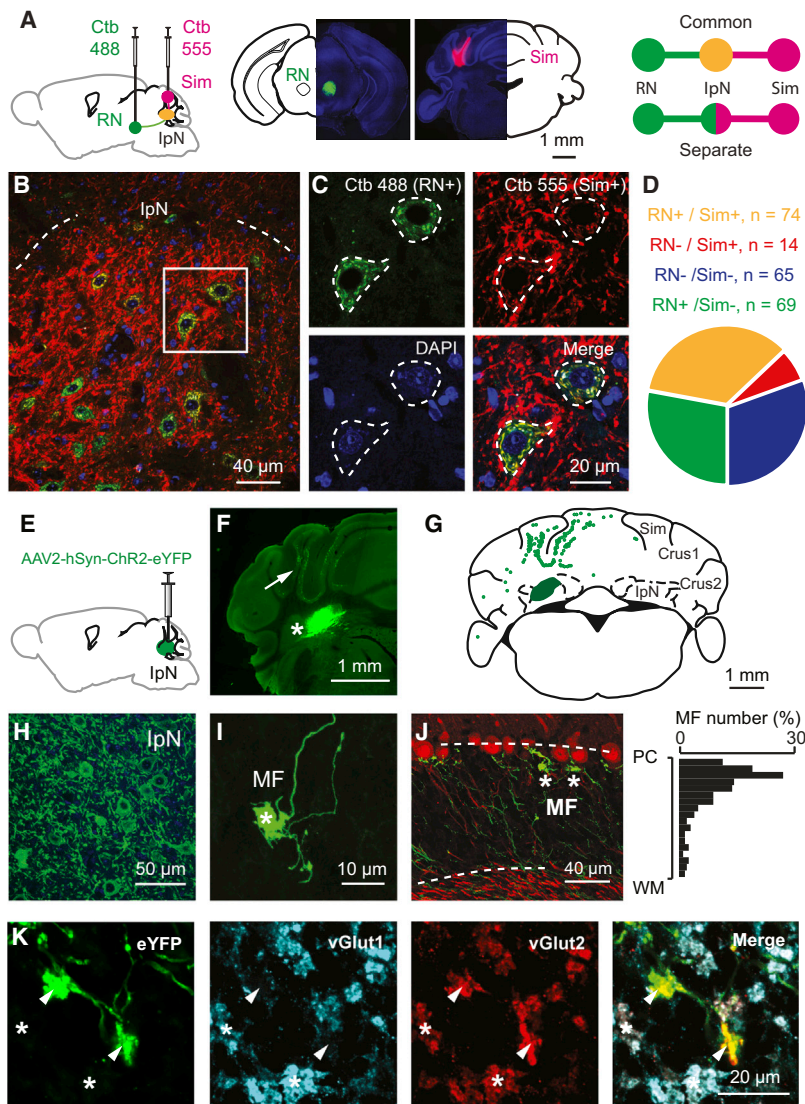 A
Ctb 488
Ctb 555
Sim
RN
IpN
RN
Sim
1 mm
Common
RN
IpN
Sim
Separate
B
IpN
40 µm
C
Ctb 488 (RN+)
Ctb 555 (Sim+)
DAPI
Merge
20 µm
D
RN+ / Sim+, n = 74
RN- / Sim+, n = 14
RN- /Sim-, n = 65
RN+ /Sim-, n = 69
E
AAV2-hSyn-ChR2-eYFP
IpN
F
*
1 mm
G
Sim
Crus1
Crus2
IpN
1 mm
H
IpN
50 µm
I
MF
*
10 µm
J
* *
MF
40 µm
MF number (%)
0 30
PC
WM
K
eYFP
*
*
vGlut1
*
*
vGlut2
*
*
Merge
*
*
20 µm